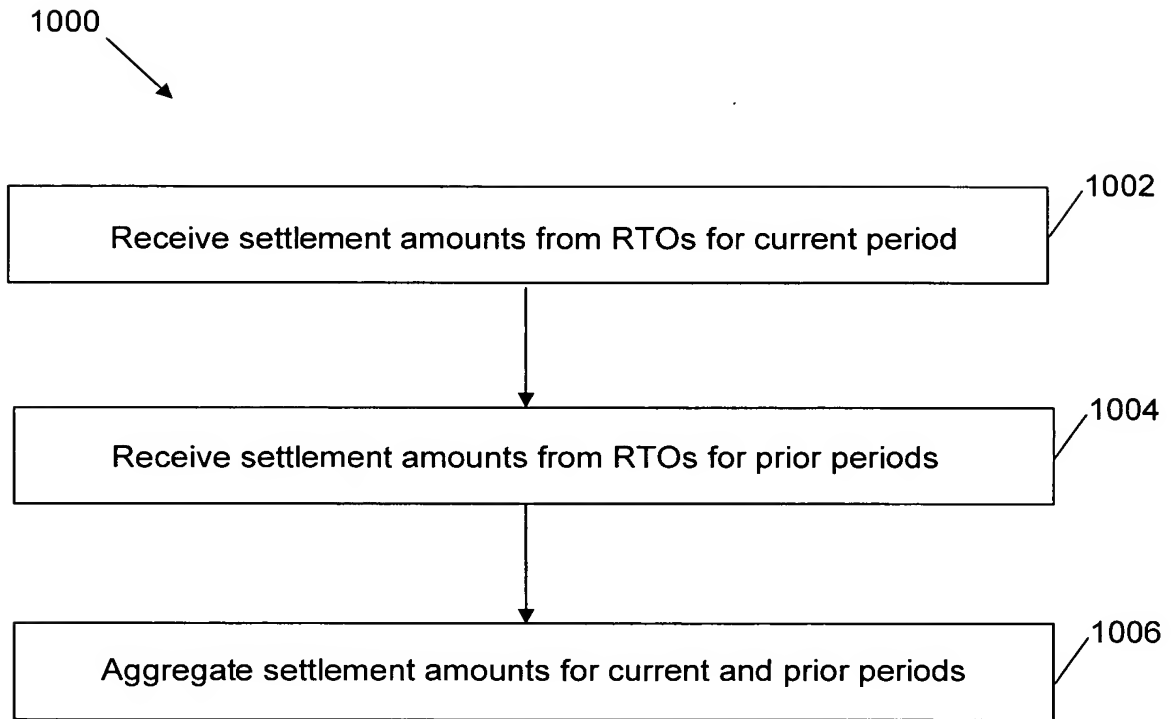 1000
1002
Receive settlement amounts from RTOs for current period
1004
Receive settlement amounts from RTOs for prior periods
1006
Aggregate settlement amounts for current and prior periods